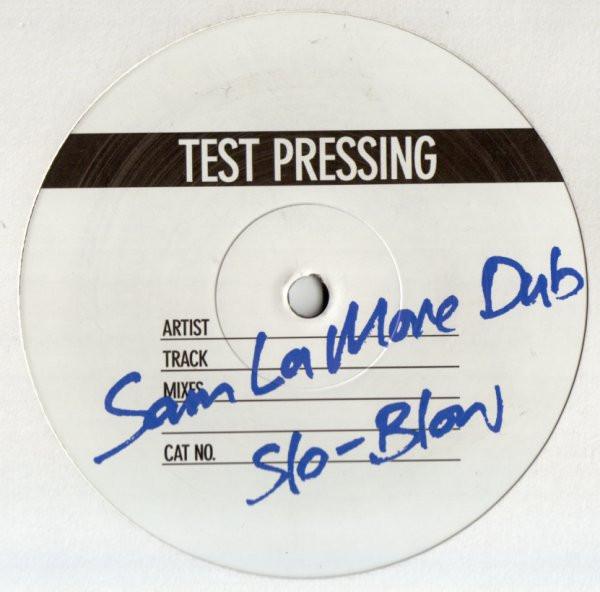 TEST PRESSING
ARTIST
TRACK
MIXES
CAT NO.
Sam La More Dub
Slo-Blow